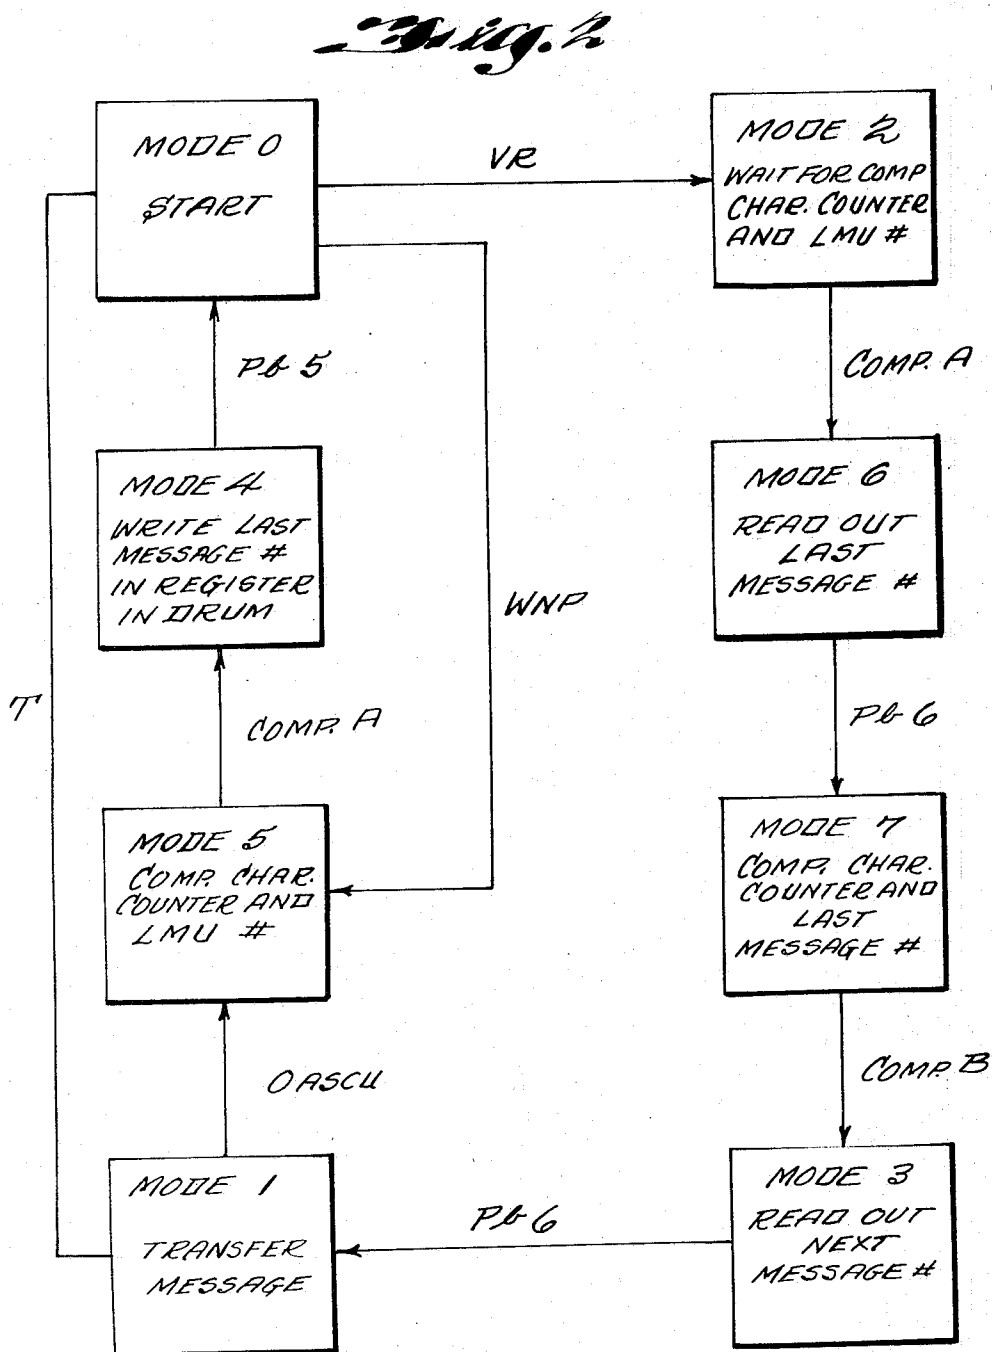 Fig. 2
MODE 0
START
VR
MODE 2
WAIT FOR COMP
CHAR. COUNTER
AND LMU #
COMP. A
Pb 5
MODE 4
WRITE LAST
MESSAGE #
IN REGISTER
IN DRUM
MODE 6
READ OUT
LAST
MESSAGE #
WNP
T
COMP. A
Pb 6
MODE 5
COMP. CHAR.
COUNTER AND
LMU #
MODE 7
COMP. CHAR.
COUNTER AND
LAST
MESSAGE #
OASCU
COMP. B
MODE 1
TRANSFER
MESSAGE
Pb 6
MODE 3
READ OUT
NEXT
MESSAGE #